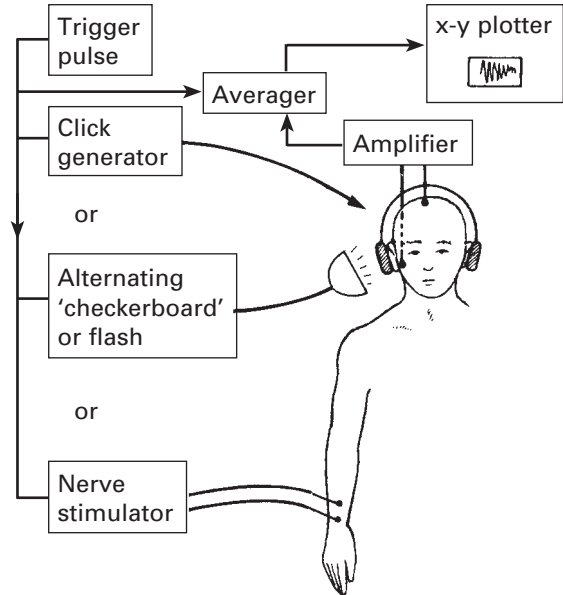 Trigger
pulse
x-y plotter
Averager
Click
generator
Amplifier
or
Alternating
‘checkerboard’
or flash
or
Nerve
stimulator